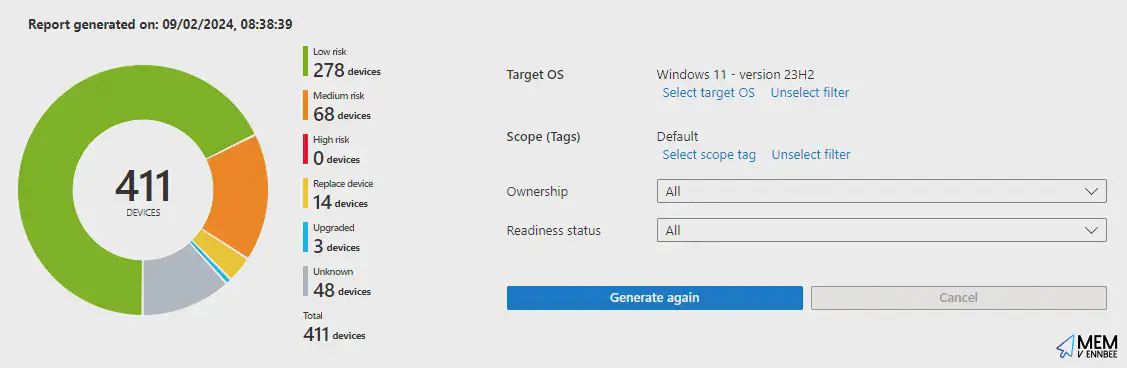 Report generated on: 09/02/2024, 08:38:39
411
DEVICES
Low risk
278 devices
Medium risk
68 devices
High risk
0 devices
Replace device
14 devices
Upgraded
3 devices
Unknown
48 devices
Total
411 devices
Target OS
Windows 11 - version 23H2
Select target OS Unselect filter
Scope (Tags)
Default
Select scope tag Unselect filter
Ownership
All
Readiness status
All
Generate again
Cancel
MEM
V ENNBEE